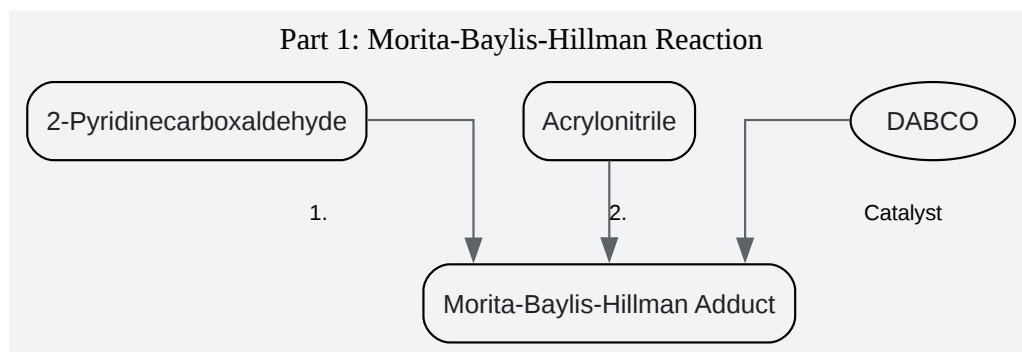 Part 1: Morita-Baylis-Hillman Reaction
2-Pyridinecarboxaldehyde
Acrylonitrile
DABCO
1.
2.
Catalyst
Morita-Baylis-Hillman Adduct